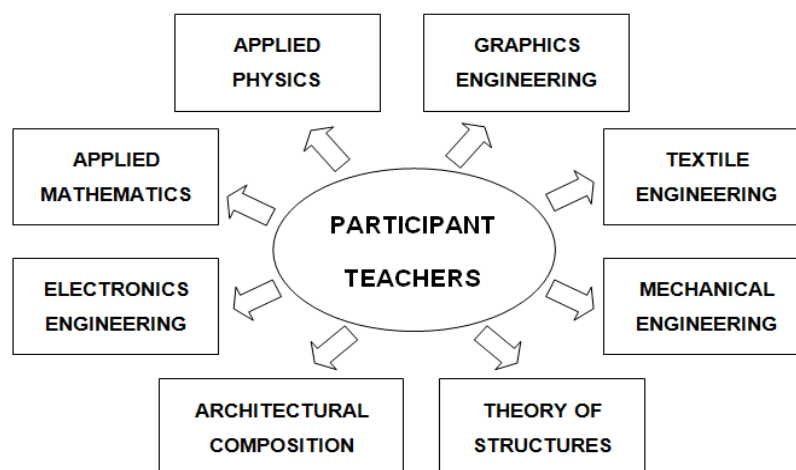 APPLIED
PHYSICS
GRAPHICS
ENGINEERING
APPLIED
MATHEMATICS
TEXTILE
ENGINEERING
PARTICIPANT
TEACHERS
ELECTRONICS
ENGINEERING
MECHANICAL
ENGINEERING
ARCHITECTURAL
COMPOSITION
THEORY OF
STRUCTURES